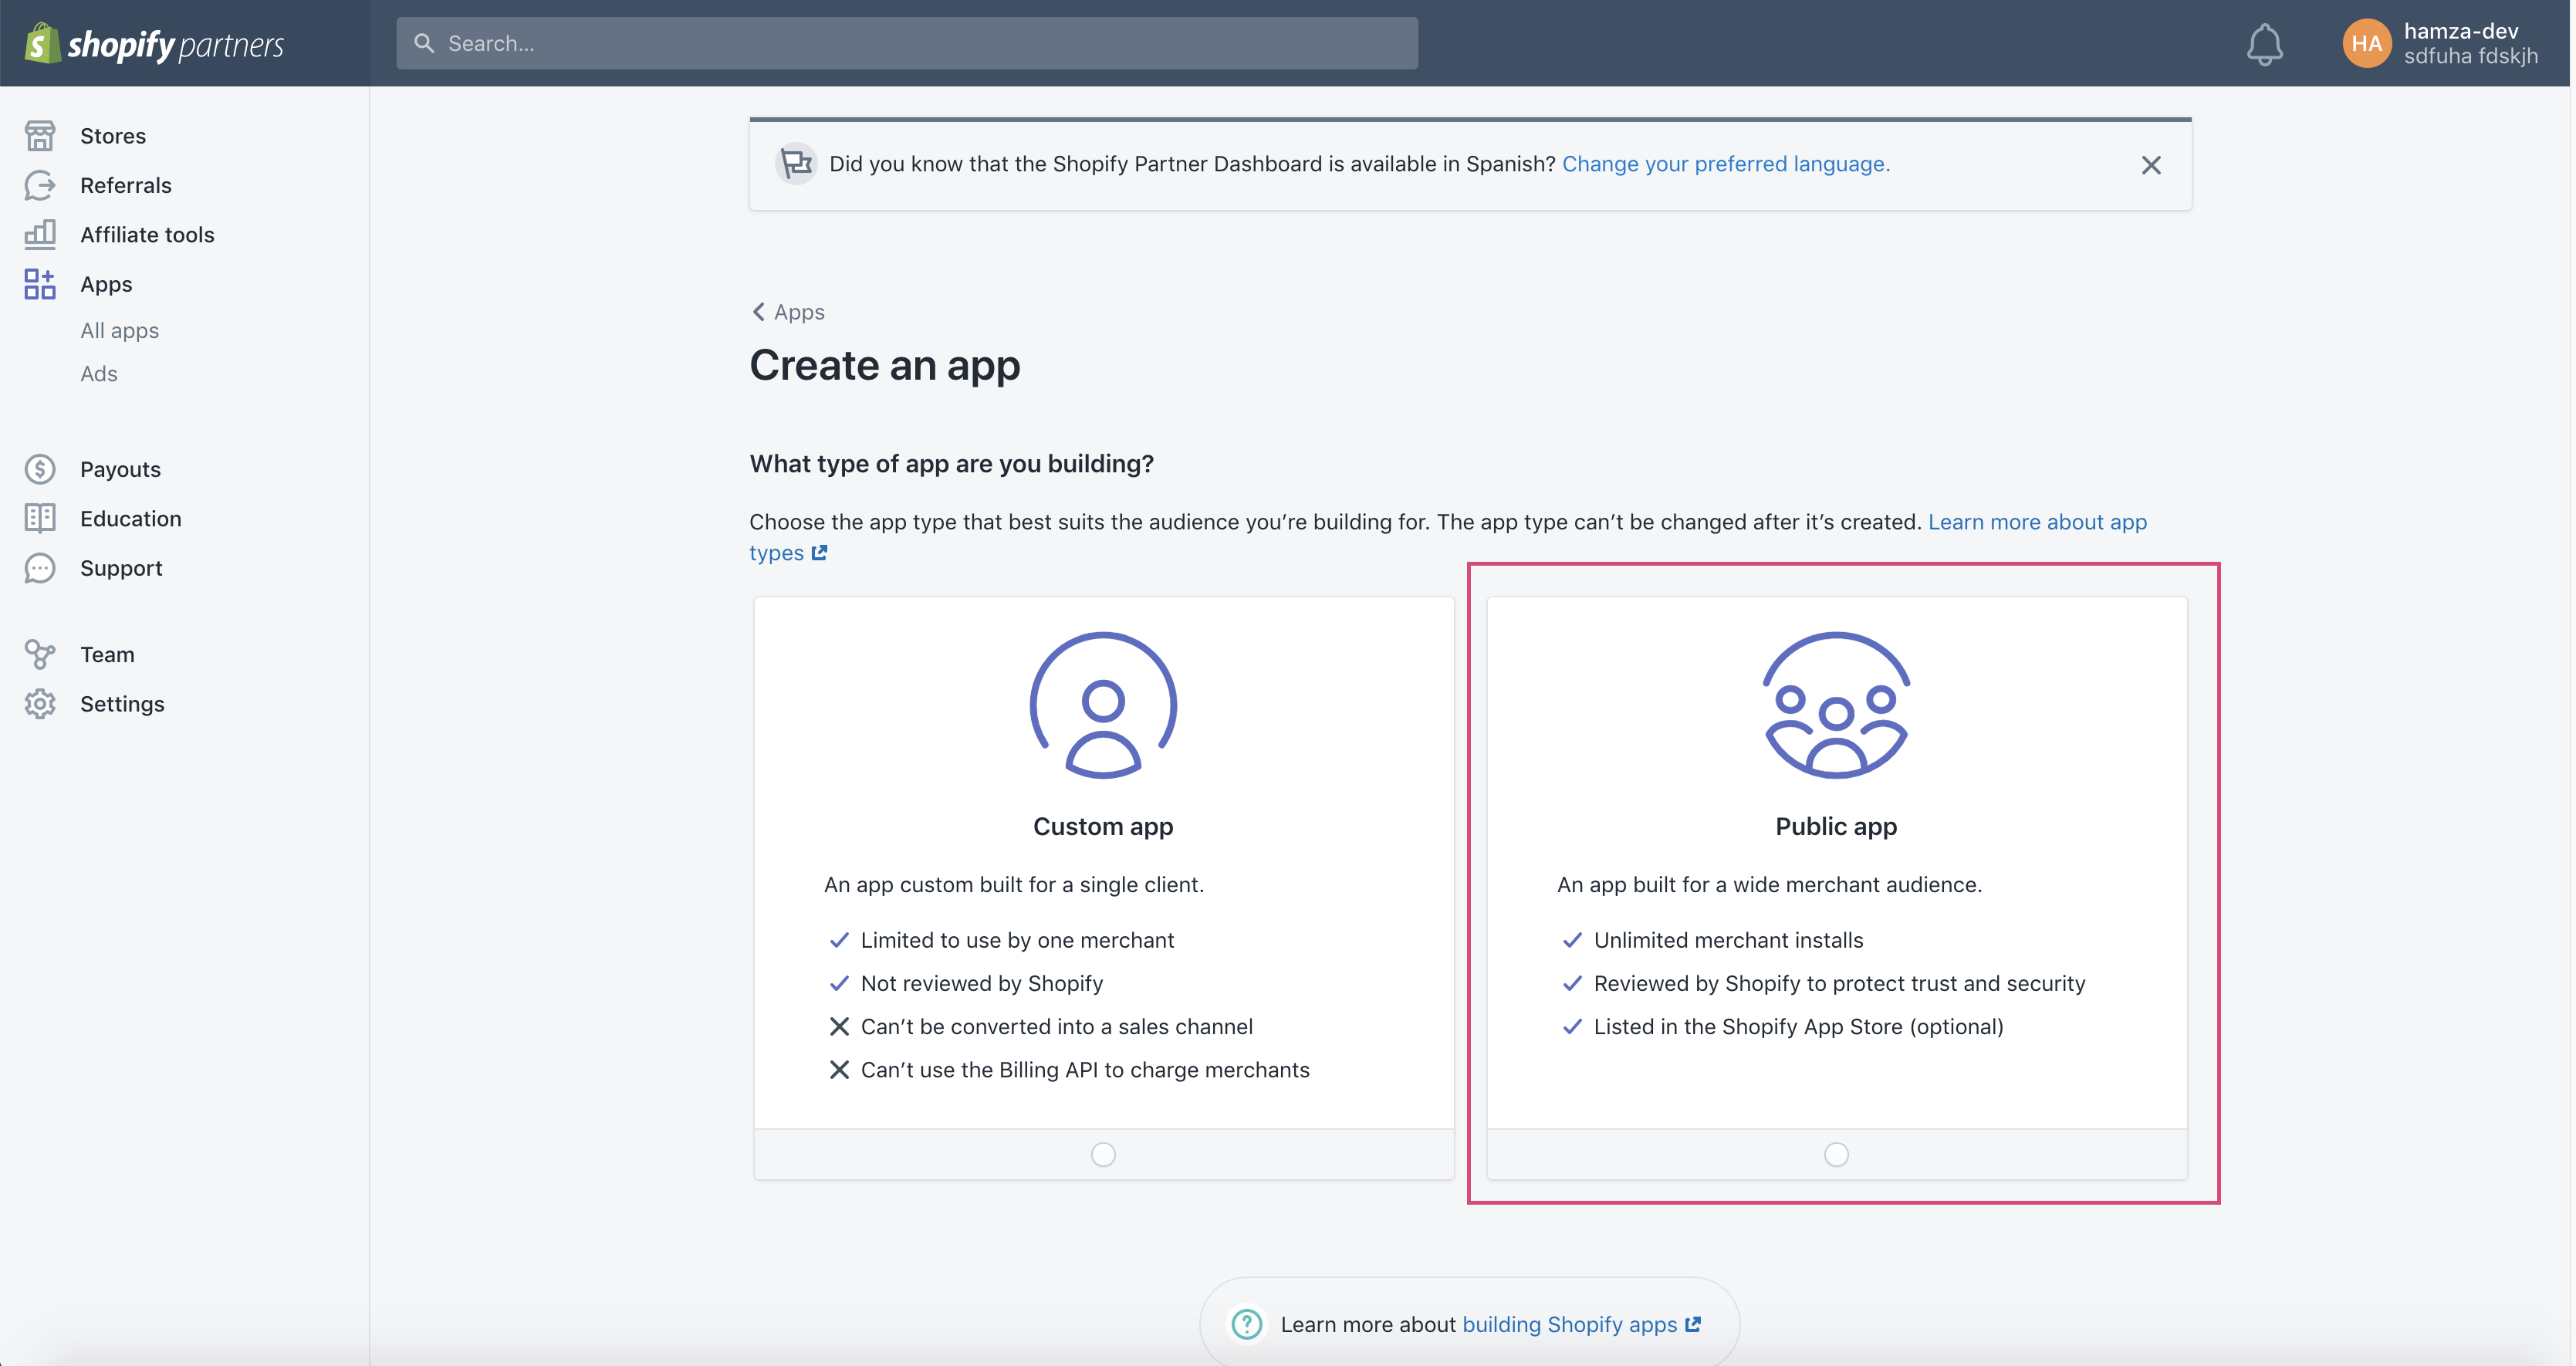 shopify partners
Search...
HA
hamza-dev
sdfuha fdskjh
Stores
Referrals
Affiliate tools
Apps
All apps
Ads
Payouts
Education
Support
Team
Settings
Did you know that the Shopify Partner Dashboard is available in Spanish? Change your preferred language.
Apps
Create an app
What type of app are you building?
Choose the app type that best suits the audience you’re building for. The app type can’t be changed after it’s created. Learn more about app
types
Custom app
An app custom built for a single client.
Limited to use by one merchant
Not reviewed by Shopify
Can’t be converted into a sales channel
Can’t use the Billing API to charge merchants
Public app
An app built for a wide merchant audience.
Unlimited merchant installs
Reviewed by Shopify to protect trust and security
Listed in the Shopify App Store (optional)
Learn more about building Shopify apps